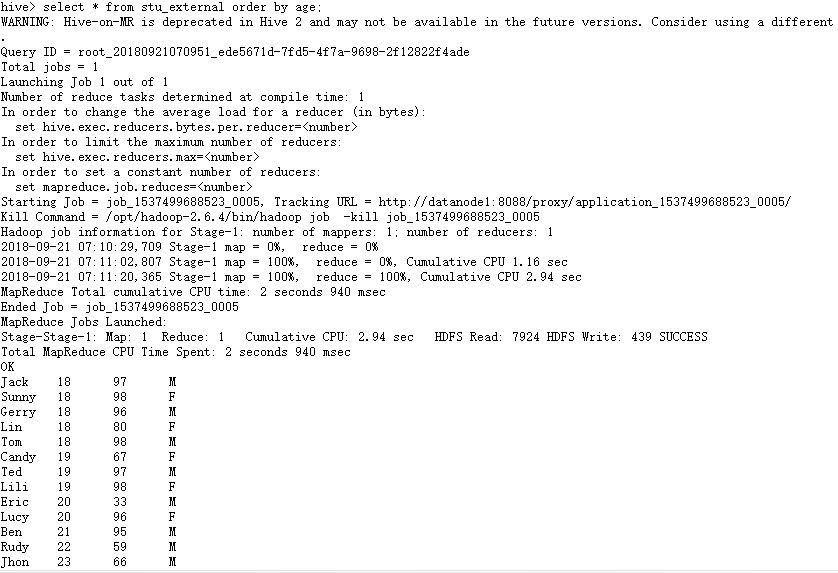 hive> select * from stu_external order by age;
WARNING: Hive-on-MR is deprecated in Hive 2 and may not be available in the future versions. Consider using a different
.
Query ID = root_20180921070951_ede5671d-7fd5-4f7a-9698-2f12822f4ade
Total jobs = 1
Launching Job 1 out of 1
Number of reduce tasks determined at compile time: 1
In order to change the average load for a reducer (in bytes):
  set hive.exec.reducers.bytes.per.reducer=<number>
In order to limit the maximum number of reducers:
  set hive.exec.reducers.max=<number>
In order to set a constant number of reducers:
  set mapreduce.job.reduces=<number>
Starting Job = job_1537499688523_0005, Tracking URL = http://datanode1:8088/proxy/application_1537499688523_0005/
Kill Command = /opt/hadoop-2.6.4/bin/hadoop job  -kill job_1537499688523_0005
Hadoop job information for Stage-1: number of mappers: 1; number of reducers: 1
2018-09-21 07:10:29,709 Stage-1 map = 0%,  reduce = 0%
2018-09-21 07:11:02,807 Stage-1 map = 100%,  reduce = 0%, Cumulative CPU 1.16 sec
2018-09-21 07:11:20,365 Stage-1 map = 100%,  reduce = 100%, Cumulative CPU 2.94 sec
MapReduce Total cumulative CPU time: 2 seconds 940 msec
Ended Job = job_1537499688523_0005
MapReduce Jobs Launched:
Stage-Stage-1: Map: 1  Reduce: 1   Cumulative CPU: 2.94 sec   HDFS Read: 7924 HDFS Write: 439 SUCCESS
Total MapReduce CPU Time Spent: 2 seconds 940 msec
OK
Jack    18      97      M
Sunny   18      98      F
Gerry   18      96      M
Lin     18      80      F
Tom     18      98      M
Candy   19      67      F
Ted     19      97      M
Lili    19      98      F
Eric    20      33      M
Lucy    20      96      F
Ben     21      95      M
Rudy    22      59      M
Jhon    23      66      M